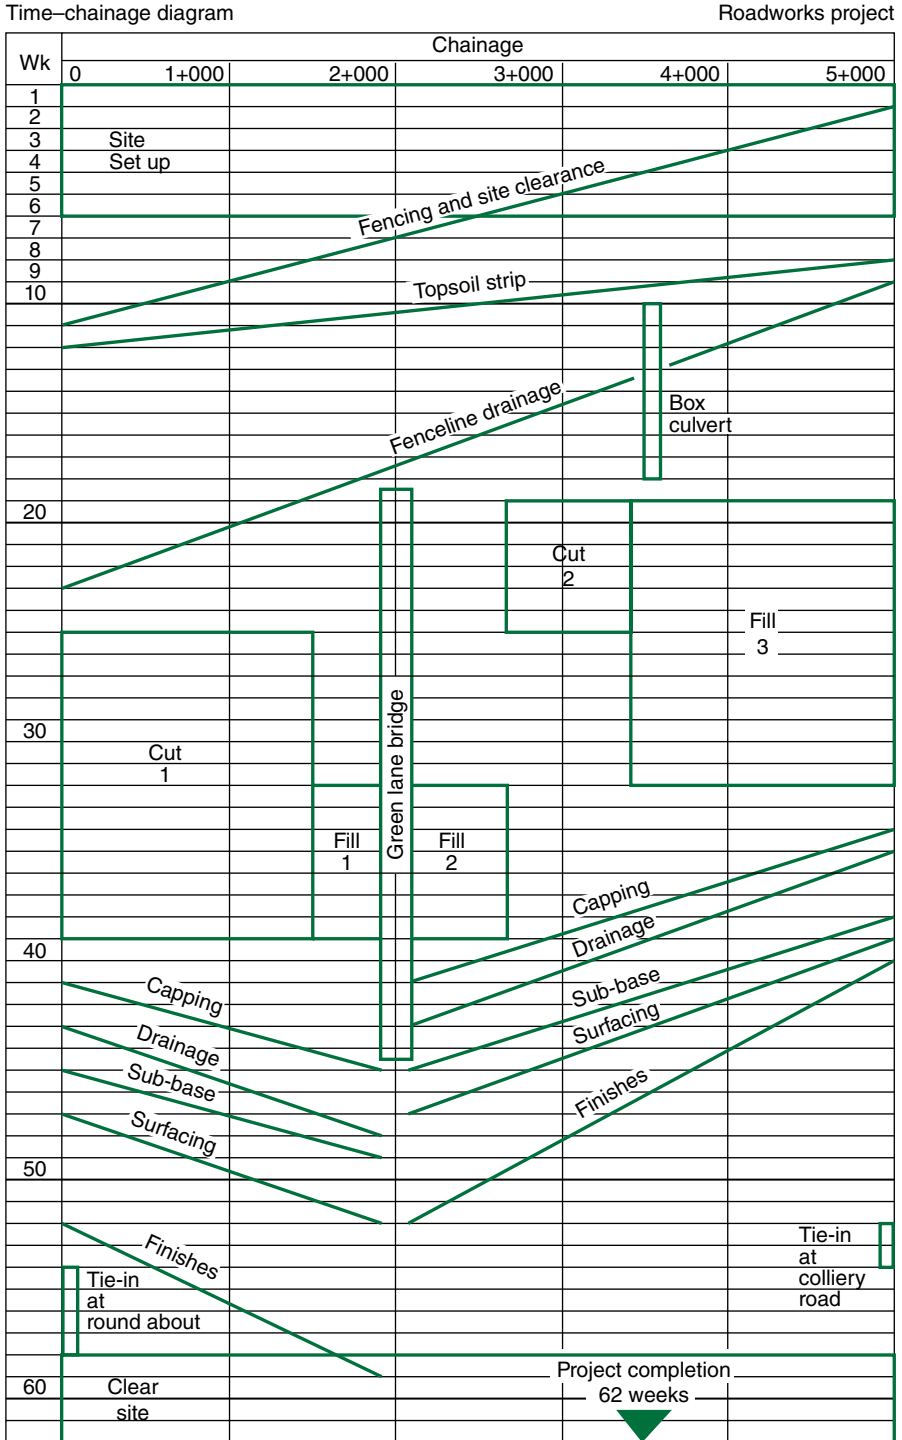 Time–chainage diagram
Roadworks project
Wk
Chainage
0 1+000 2+000 3+000 4+000 5+000
1
2
3
4
5
6
7
8
9
10
20
30
40
50
60
Site
Set up
Fencing and site clearance
Topsoil strip
Fenceline drainage
Box
culvert
Cut
2
Fill
3
Green lane bridge
Cut
1
Fill
1
Fill
2
Capping
Drainage
Sub-base
Surfacing
Finishes
Capping
Drainage
Sub-base
Surfacing
Finishes
Tie-in
at
colliery
road
Tie-in
at
round about
Clear
site
Project completion
62 weeks